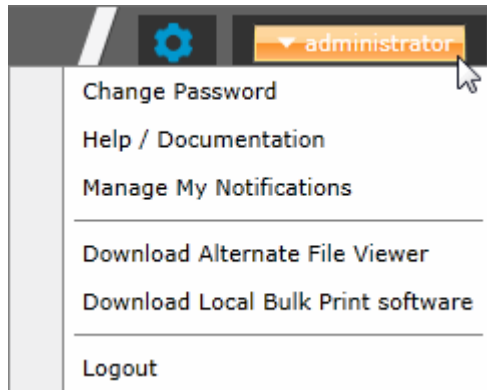 administrator
Change Password
Help / Documentation
Manage My Notifications
Download Alternate File Viewer
Download Local Bulk Print software
Logout